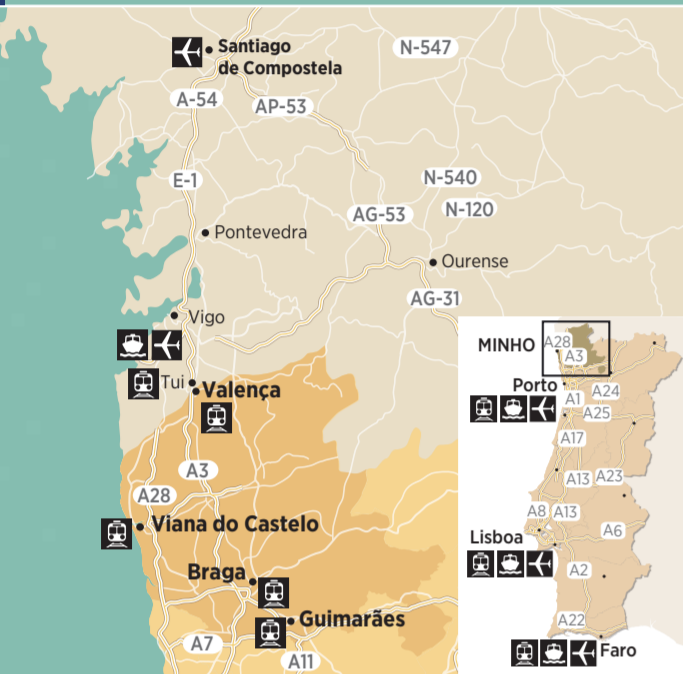 Santiago
de Compostela
N-547
A-54
AP-53
E-1
N-540
AG-53
N-120
Pontevedra
Ourense
AG-31
Vigo
Tui
Valença
A3
A28
Viana do Castelo
Braga
Guimarães
A7
A11
MINHO
A28
A3
Porto
A24
A1
A25
A17
A13
A23
A8
A13
Lisboa
A6
A2
A22
Faro